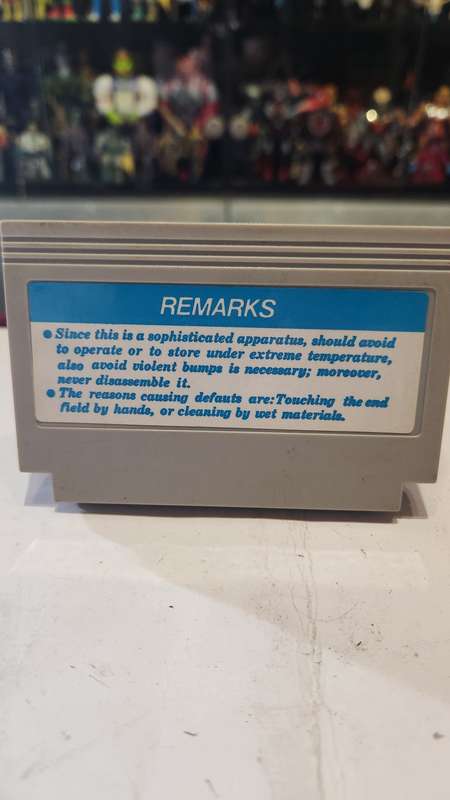 REMARKS
● Since this is a sophisticated apparatus, should avoid
to operate or to store under extreme temperature,
also avoid violent bumps is necessary; moreover,
never disassemble it.
● The reasons causing defauts are:Touching the end
field by hands, or cleaning by wet materials.